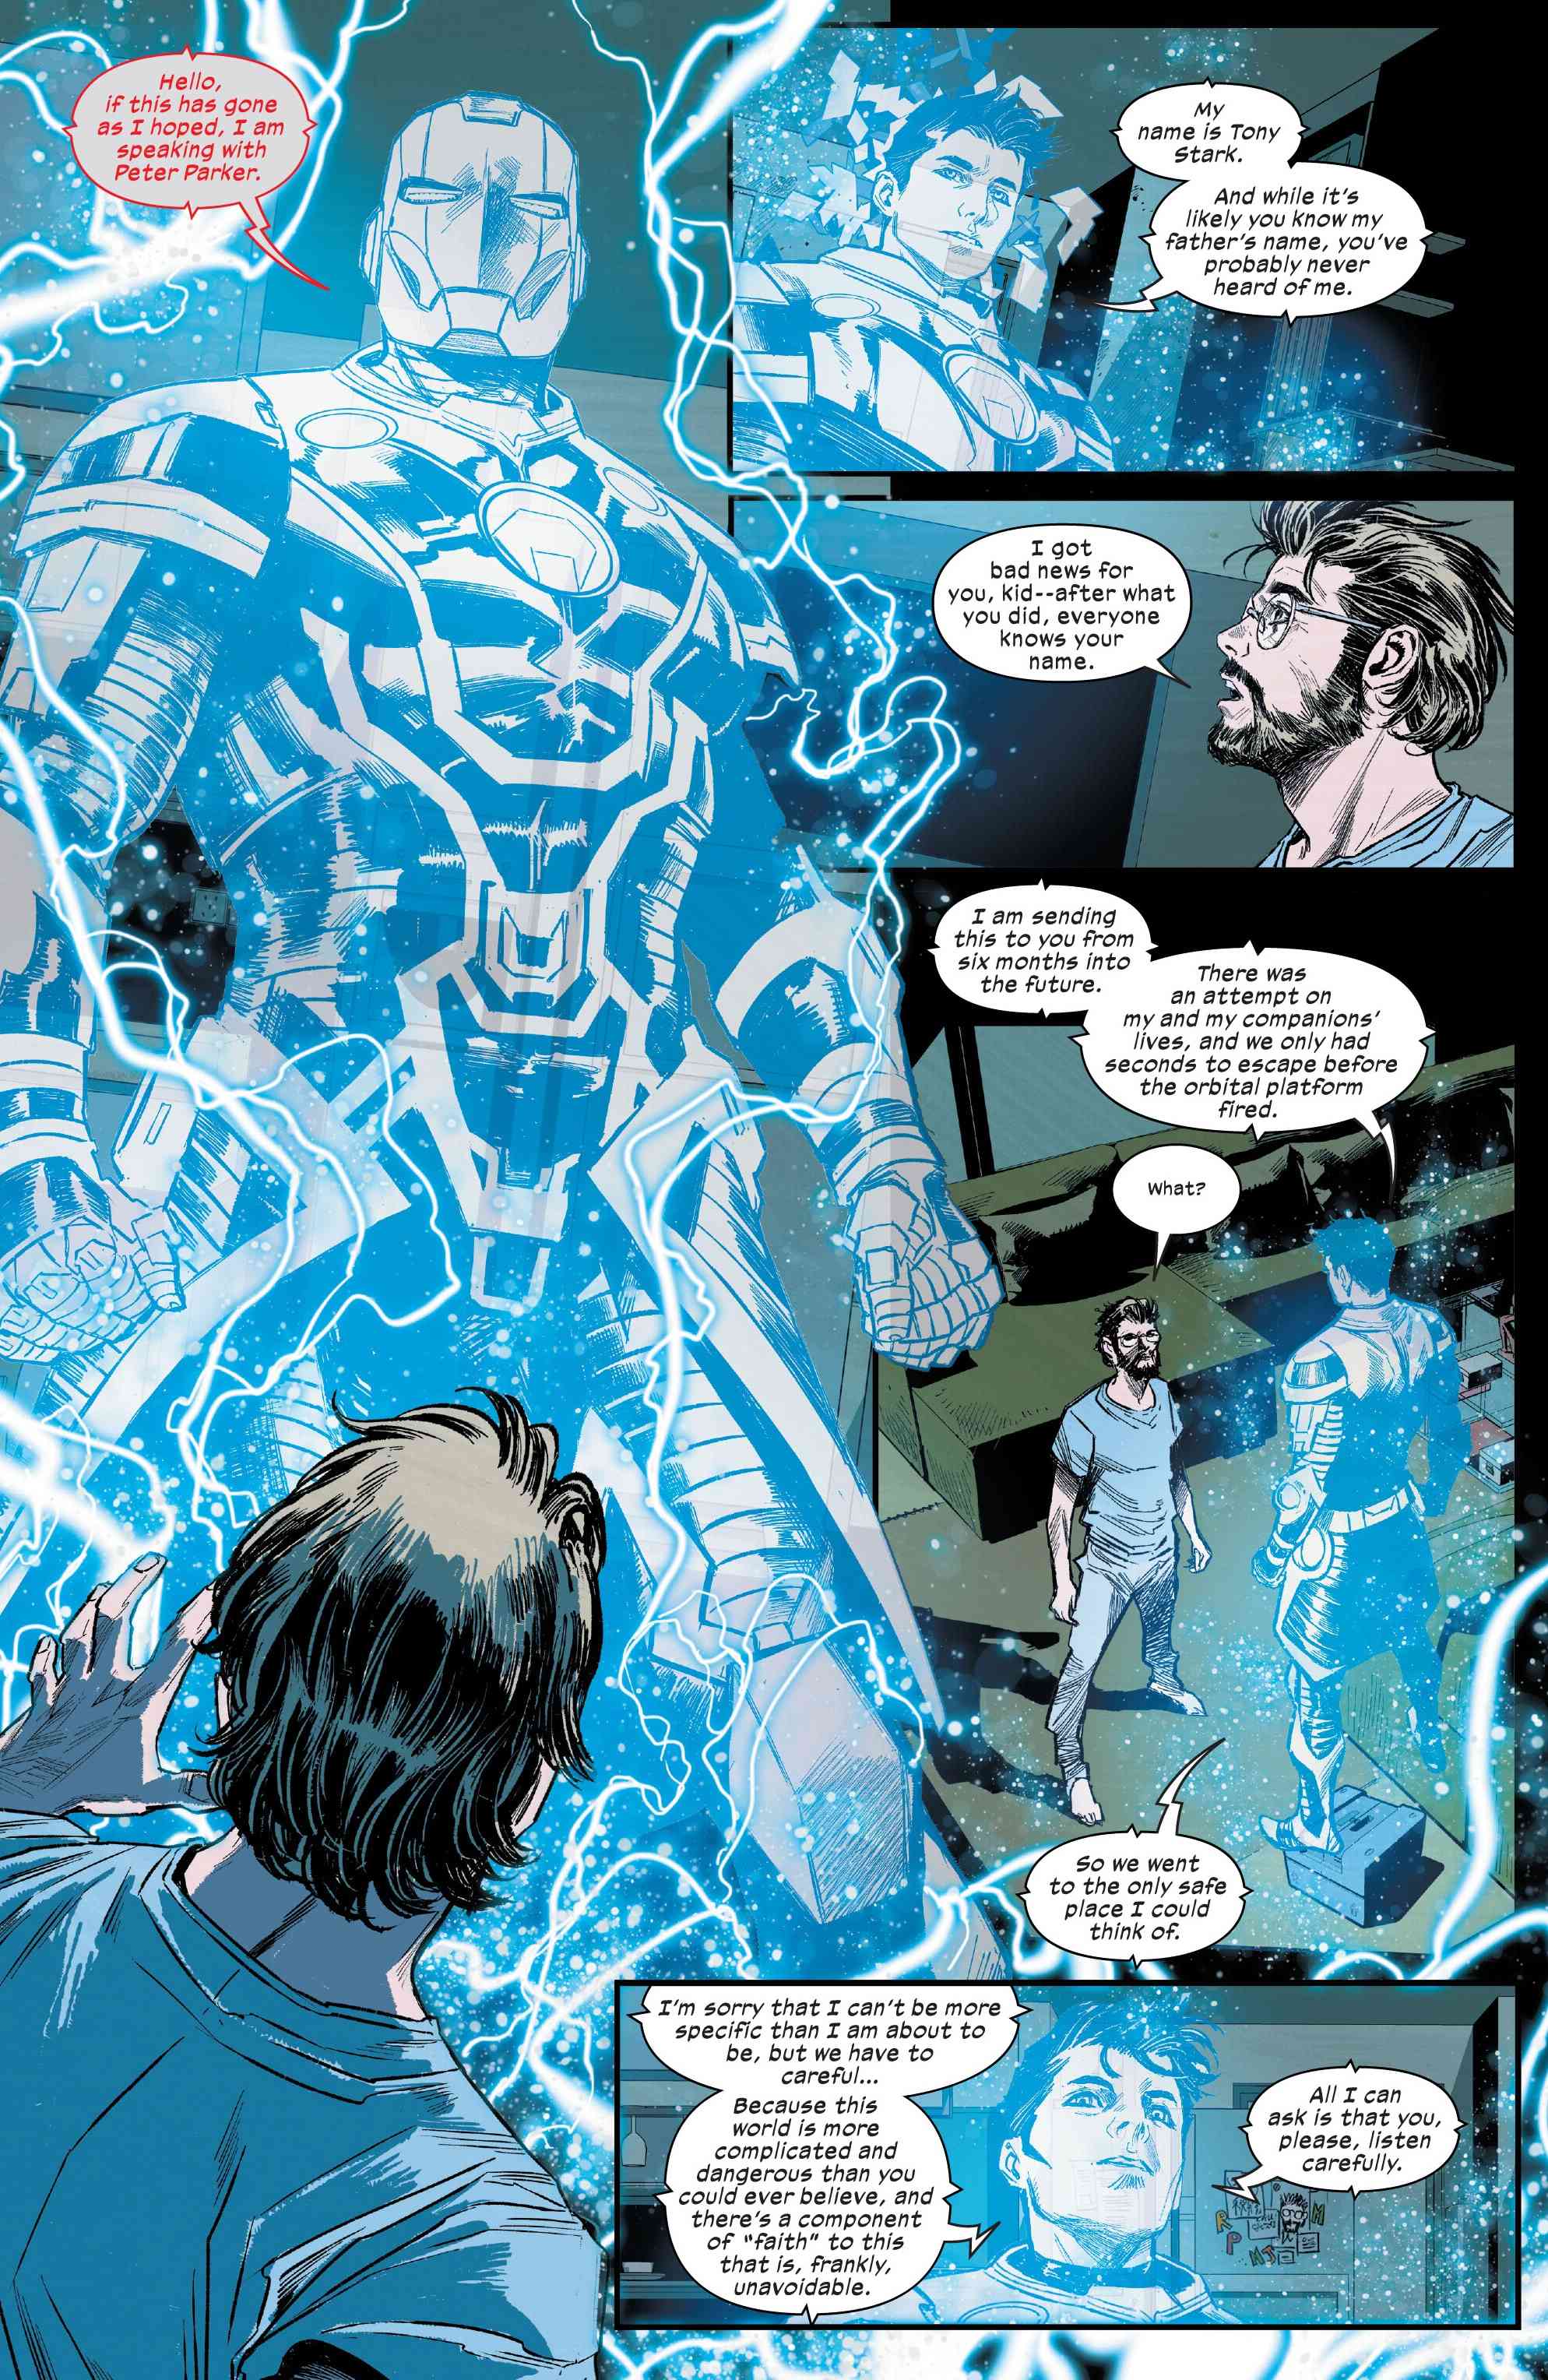 Hello,
if this has gone
as I hoped, I am
speaking with
Peter Parker.
My
name is Tony
Stark.
And while it's
likely you know my
father's name, you've
probably never
heard of me.
I got
bad news for
you, kid--after what
you did, everyone
knows your
name.
I am sending
this to you from
six months into
the future.
There was
an attempt on
my and my companions'
lives, and we only had
seconds to escape before
the orbital platform
fired.
What?
So we went
to the only safe
place I could
think of.
I'm sorry that I can't be more
specific than I am about to
be, but we have to
careful...
Because this
world is more
complicated and
dangerous than you
could ever believe, and
there's a component
of "faith" to this
that is, frankly,
unavoidable.
All I can
ask is that you,
please, listen
carefully.
R
M
P
MJ